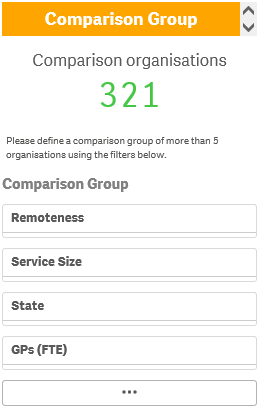 Comparison Group
Comparison organisations
321
Please define a comparison group of more than 5
organisations using the filters below.
Comparison Group
Remoteness
Service Size
State
GPs (FTE)
•••